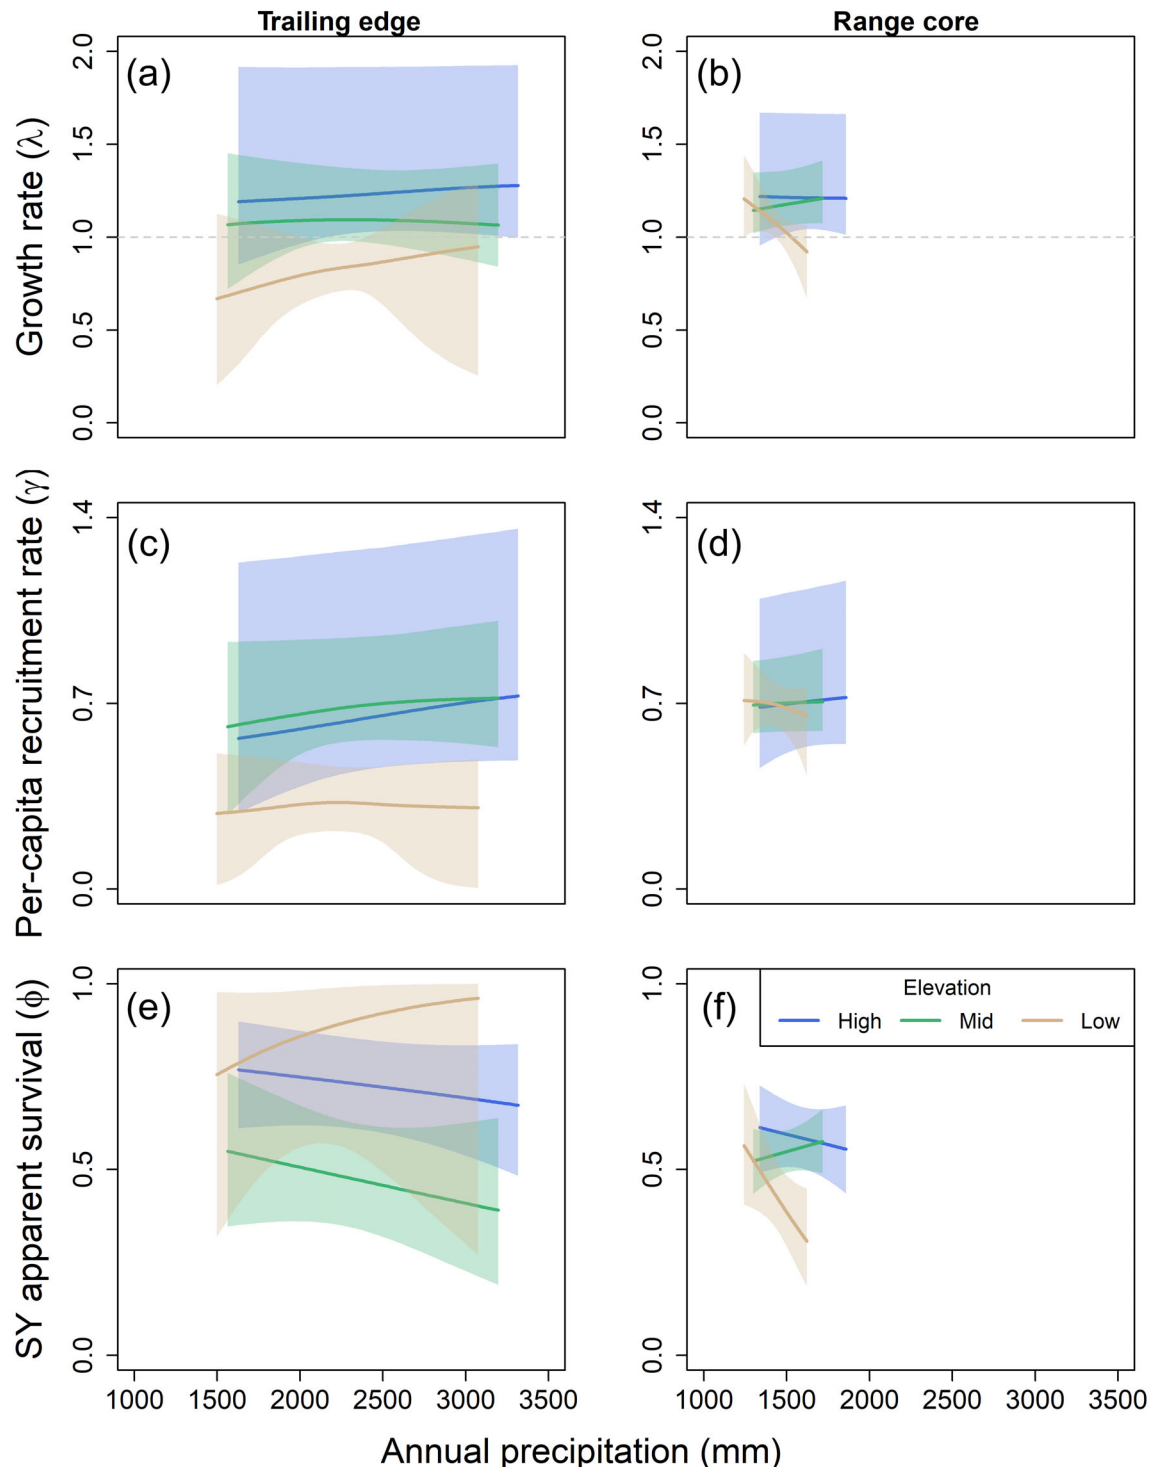 Trailing edge
Range core
Growth rate (λ)
(a)
2.0
1.5
1.0
0.5
0.0
(b)
2.0
1.5
1.0
0.5
0.0
Per-capita recruitment rate (γ)
(c)
1.4
0.7
0.0
(d)
1.4
0.7
0.0
SY apparent survival (ϕ)
(e)
1.0
0.5
0.0
(f)
1.0
0.5
0.0
Elevation
High Mid Low
1000 1500 2000 2500 3000 3500
1000 1500 2000 2500 3000 3500
Annual precipitation (mm)